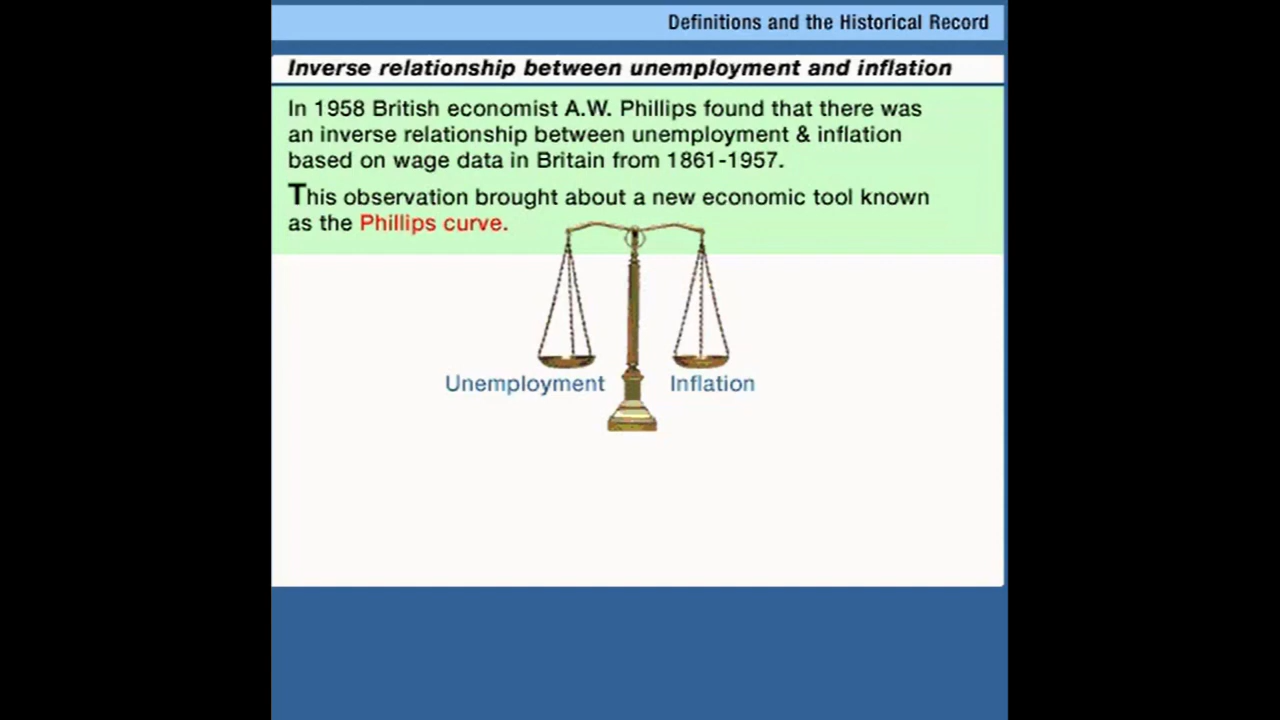 Definitions and the Historical Record
Inverse relationship between unemployment and inflation
In 1958 British economist A.W. Phillips found that there was
an inverse relationship between unemployment & inflation
based on wage data in Britain from 1861-1957.
This observation brought about a new economic tool known
as the Phillips curve.
Unemployment Inflation